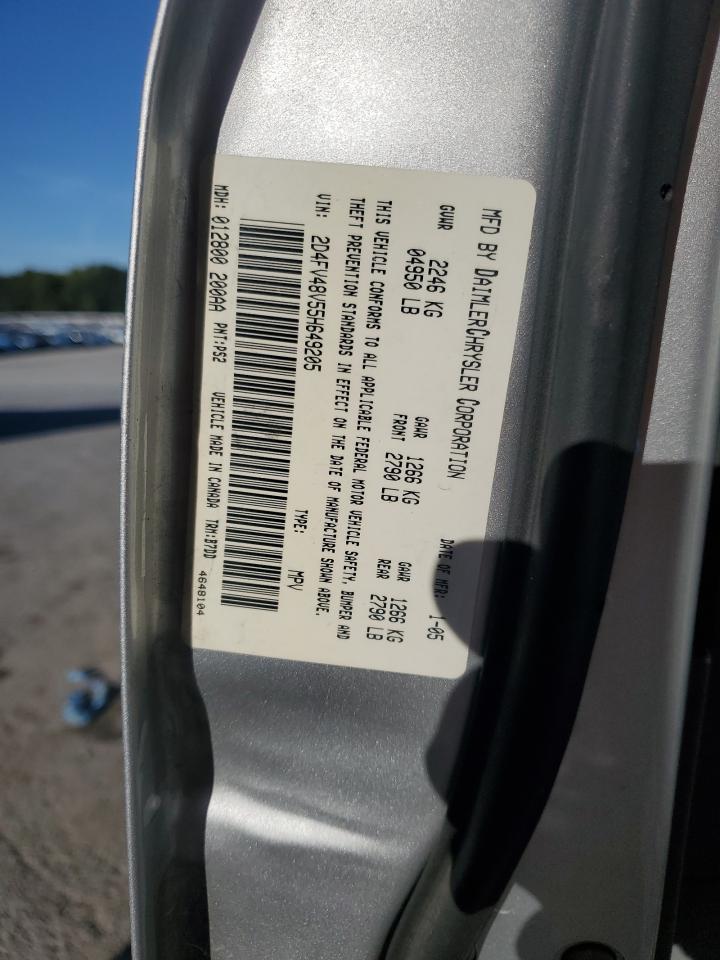 MFD BY DAIMLERCHRYSLER CORPORATION
DATE OF MFR: 1-05
GVWR 2246 KG
04950 LB
GAWR FRONT 1266 KG
2790 LB
GAWR REAR 1266 KG
2790 LB
THIS VEHICLE CONFORMS TO ALL APPLICABLE FEDERAL MOTOR VEHICLE SAFETY, BUMPER AND
THEFT PREVENTION STANDARDS IN EFFECT ON THE DATE OF MANUFACTURE SHOWN ABOVE.
VIN: 2D4FV48V55H649205 TYPE: MPV
MDH: 012800 200AA PNT:PS2 VEHICLE MADE IN CANADA TRM:B7DD
4648104